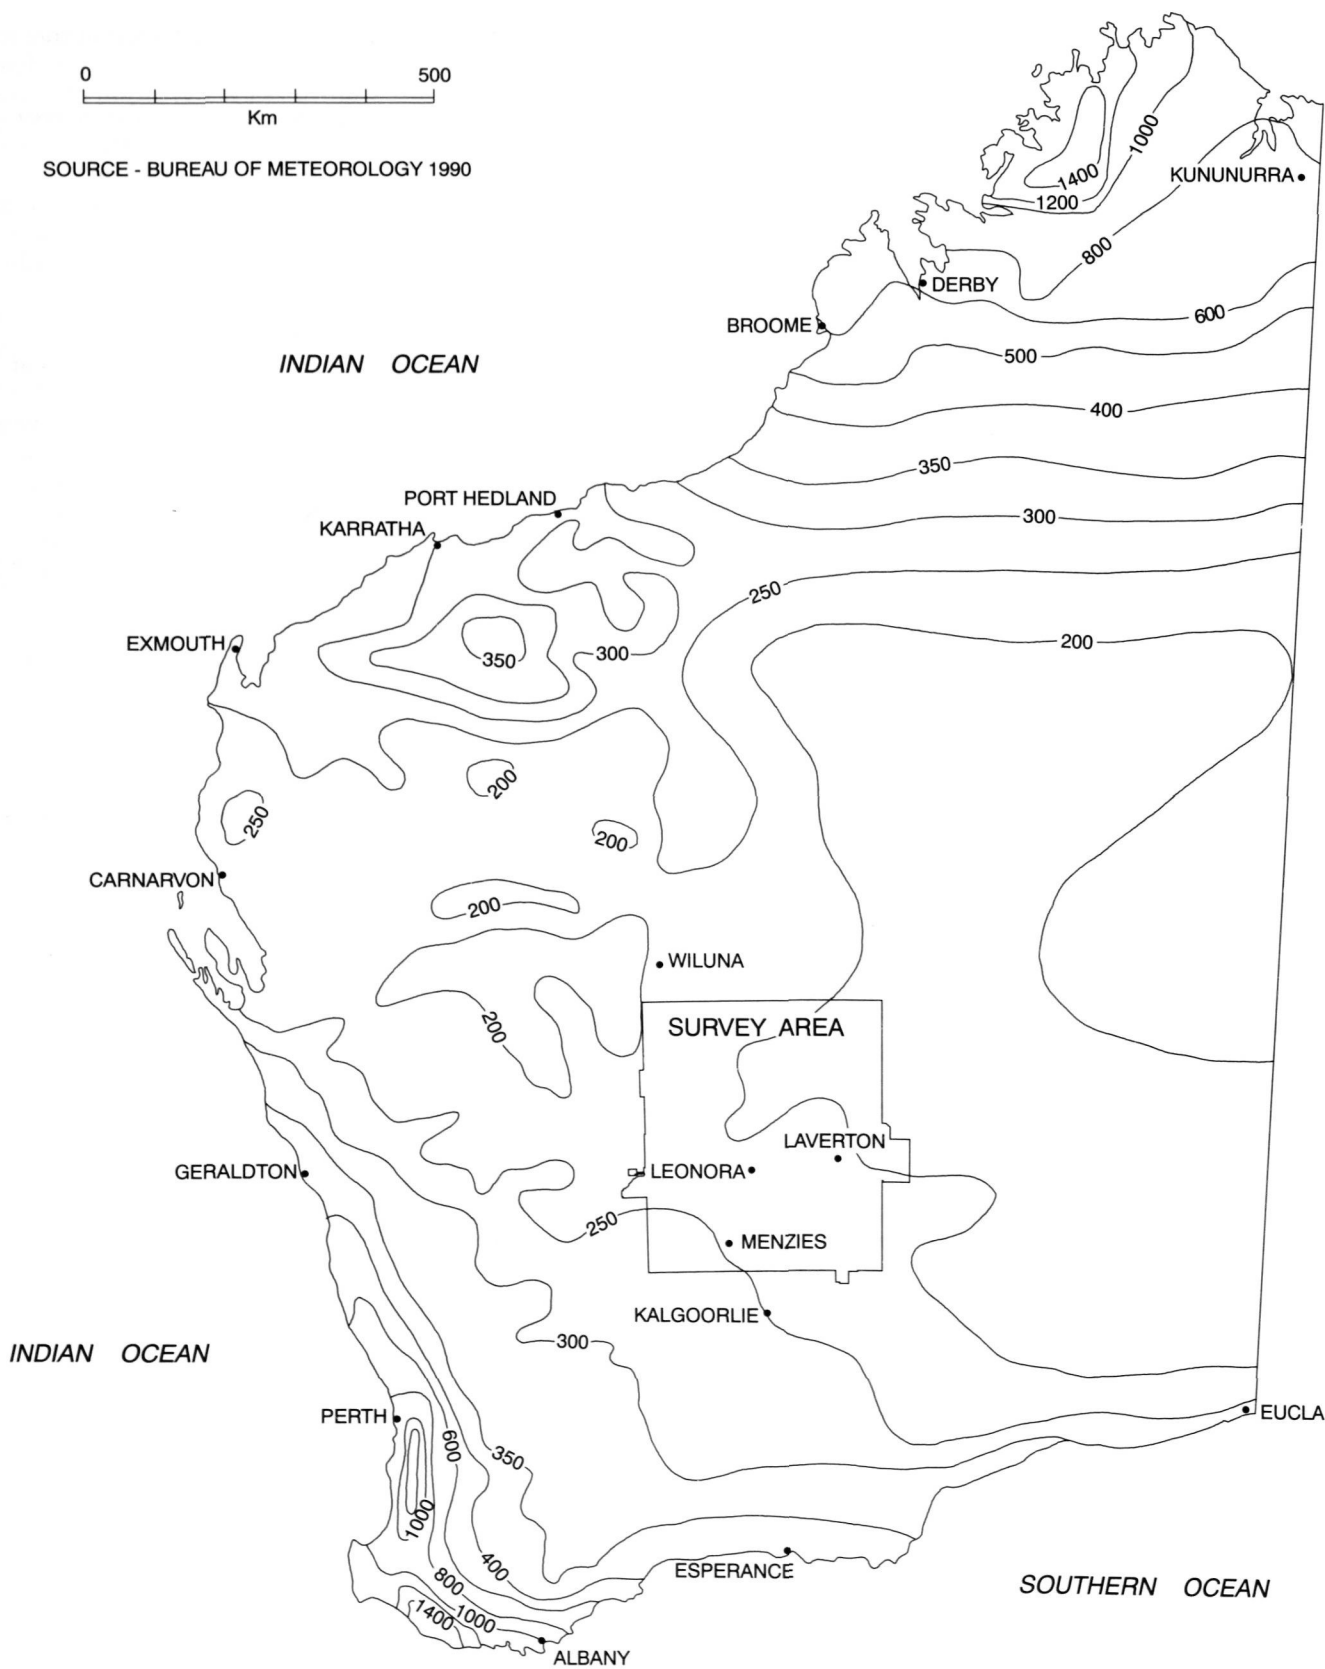 0 500
Km
SOURCE - BUREAU OF METEOROLOGY 1990
1000
1400
KUNUNURRA
1200
800
DERBY
600
BROOME
500
INDIAN OCEAN
400
350
PORT HEDLAND
300
KARRATHA
250
EXMOUTH
200
300
350
200
250
200
CARNARVON
200
WILUNA
200
SURVEY AREA
LAVERTON
GERALDTON
LEONORA
250
MENZIES
KALGOORLIE
300
INDIAN OCEAN
PERTH
EUCLA
600
350
1000
400
ESPERANCE
800
SOUTHERN OCEAN
1400
1000
ALBANY